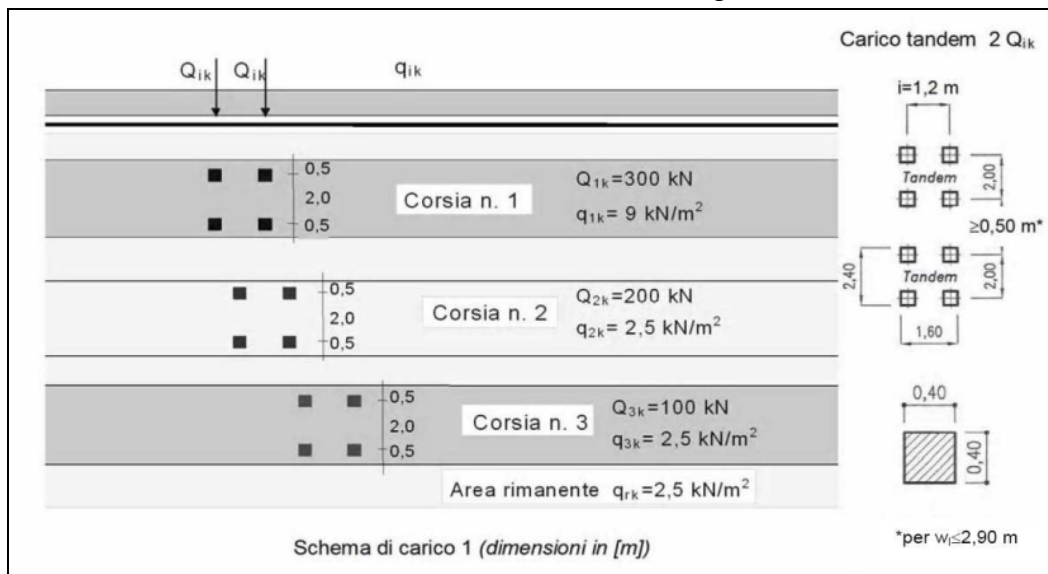 Carico tandem 2 Qik
Qik Qik qik
i=1,2 m
0,5
2,0
0,5
Corsia n. 1
Q1k=300 kN
q1k= 9 kN/m²
Tandem
2,00
≥0,50 m*
0,5
2,0
0,5
Corsia n. 2
Q2k=200 kN
q2k= 2,5 kN/m²
2,40
Tandem
2,00
1,60
0,5
2,0
0,5
Corsia n. 3
Q3k=100 kN
q3k= 2,5 kN/m²
0,40
0,40
Area rimanente qrk=2,5 kN/m²
Schema di carico 1 (dimensioni in [m])
*per wl≤2,90 m